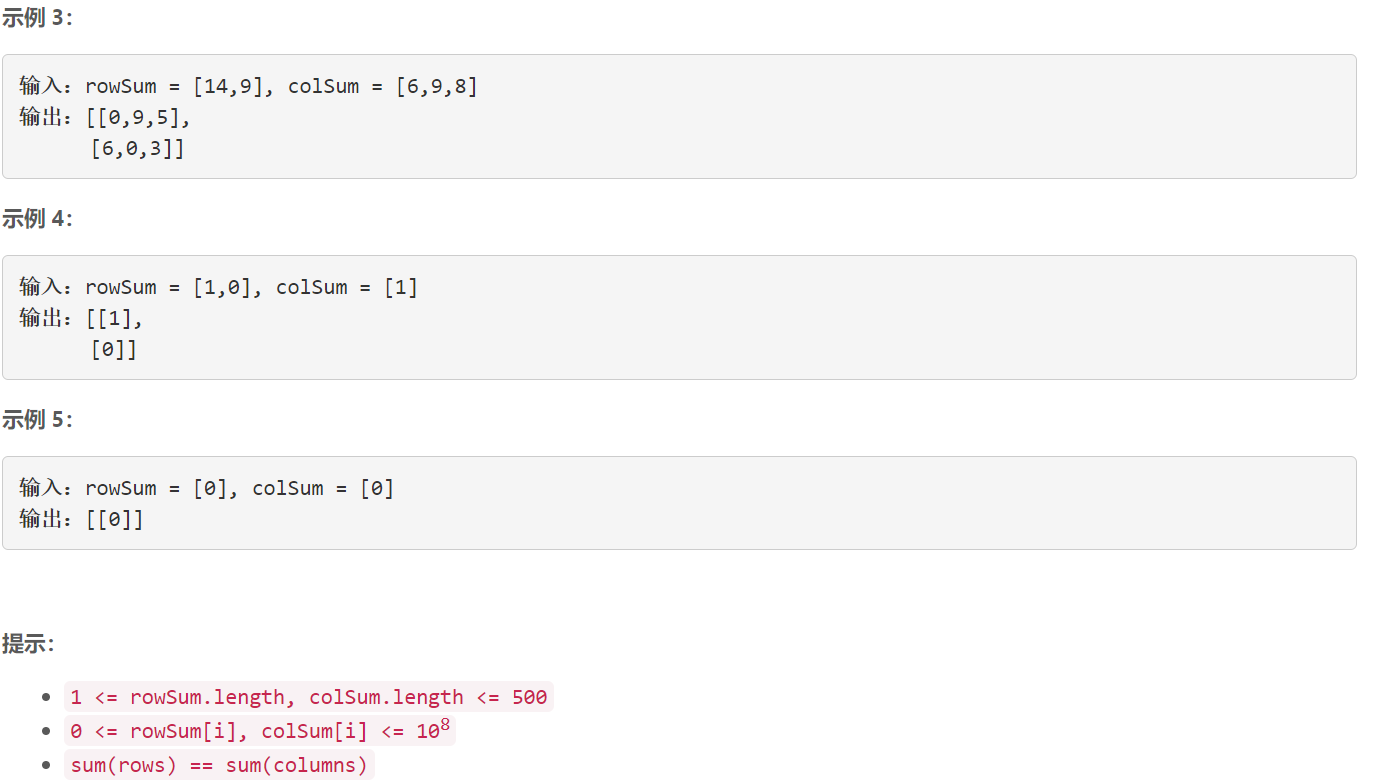 示例 3：
输入：rowSum = [14,9], colSum = [6,9,8]
输出：[[0,9,5],
[6,0,3]]
示例 4：
输入：rowSum = [1,0], colSum = [1]
输出：[[1],
[0]]
示例 5：
输入：rowSum = [0], colSum = [0]
输出：[[0]]
提示：
1 <= rowSum.length, colSum.length <= 500
0 <= rowSum[i], colSum[i] <= 10⁸
sum(rows) == sum(columns)